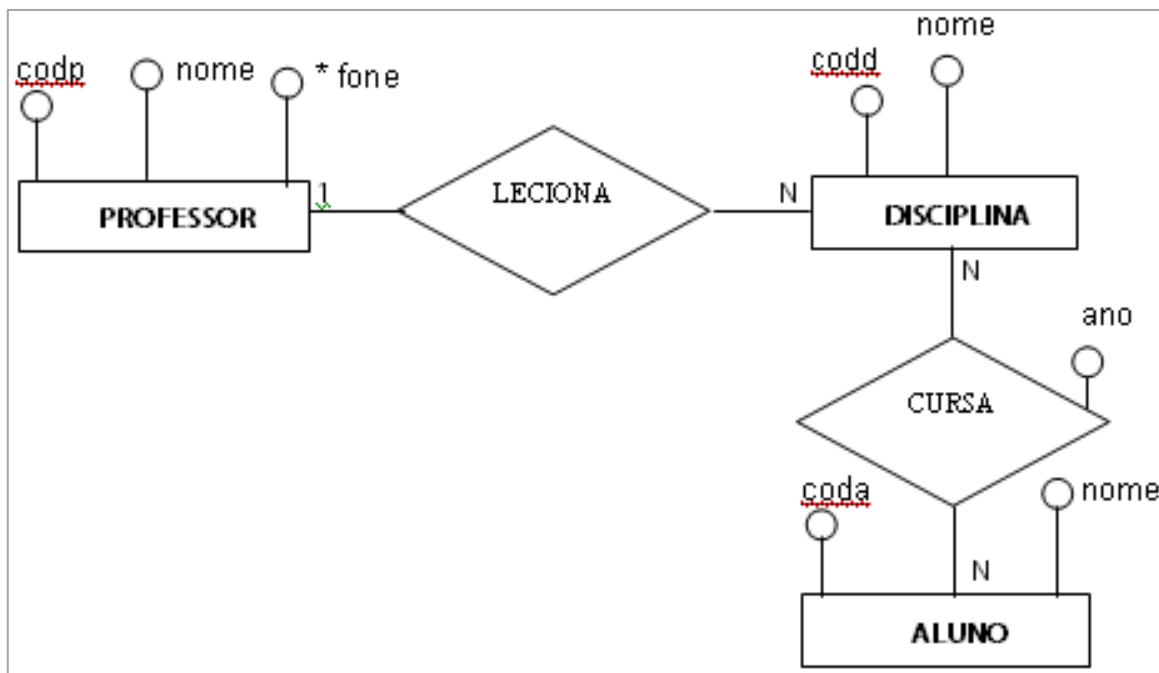 nome
codp nome * fone codd
1 LECIONA N
PROFESSOR DISCIPLINA
N
ano
CURSA
coda nome
N
ALUNO